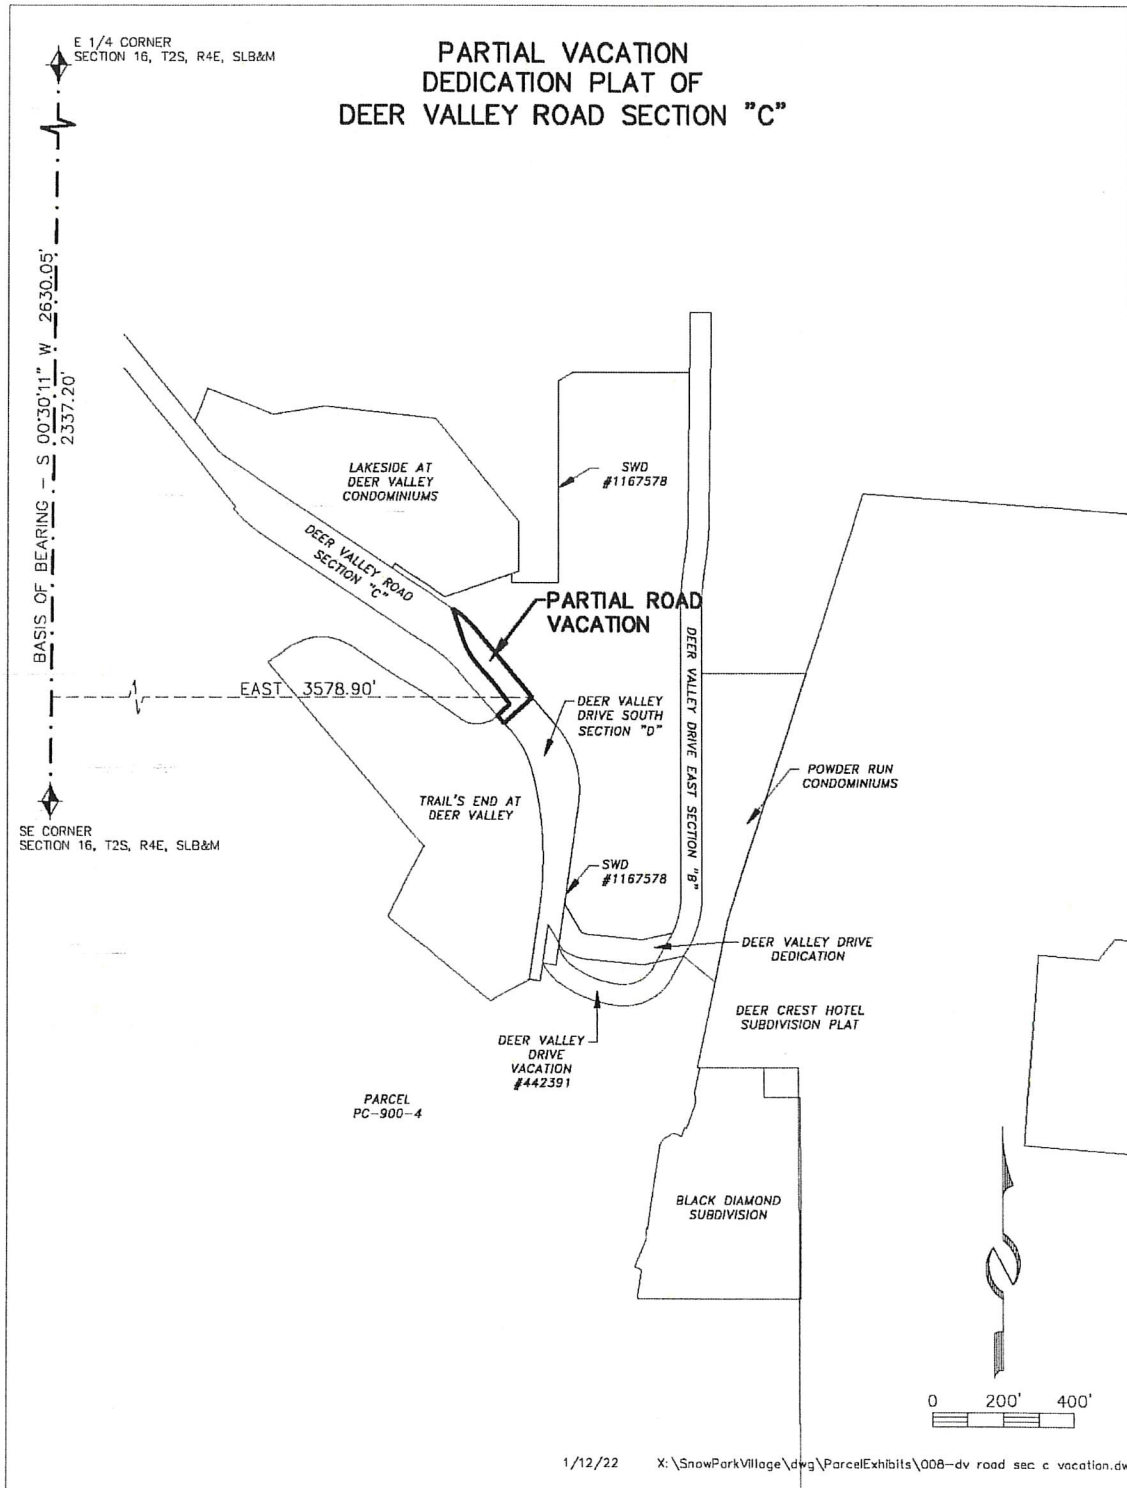 E 1/4 CORNER
SECTION 16, T2S, R4E, SLB&M
PARTIAL VACATION
DEDICATION PLAT OF
DEER VALLEY ROAD SECTION "C"
BASIS OF BEARING - S 00°30'11" W 2630.05'
2337.20'
LAKESIDE AT
DEER VALLEY
CONDOMINIUMS
SWD
#1167578
DEER VALLEY ROAD
SECTION "C"
PARTIAL ROAD
VACATION
EAST 3578.90'
DEER VALLEY
DRIVE SOUTH
SECTION "D"
DEER VALLEY DRIVE EAST SECTION "B"
POWDER RUN
CONDOMINIUMS
TRAIL'S END AT
DEER VALLEY
SE CORNER
SECTION 16, T2S, R4E, SLB&M
SWD
#1167578
DEER VALLEY DRIVE
DEDICATION
DEER CREST HOTEL
SUBDIVISION PLAT
DEER VALLEY
DRIVE
VACATION
#442391
PARCEL
PC-900-4
BLACK DIAMOND
SUBDIVISION
0 200' 400'
1/12/22 X:\SnowParkVillage\dwg\ParcelExhibits\008-dv road sec c vacation.dw